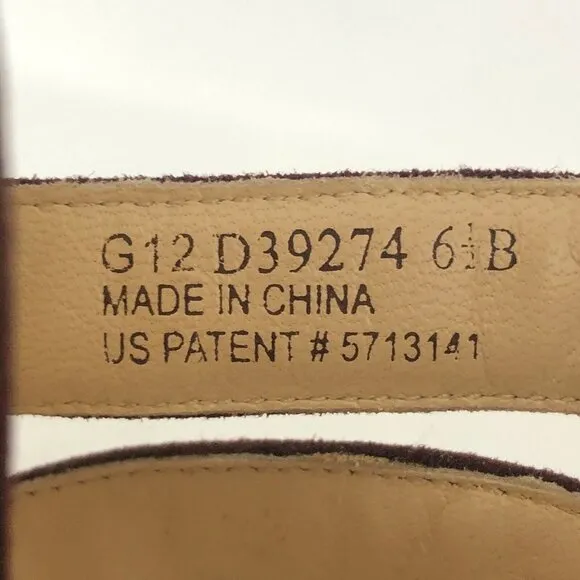 G12 D39274 6½B
MADE IN CHINA
US PATENT # 5713141